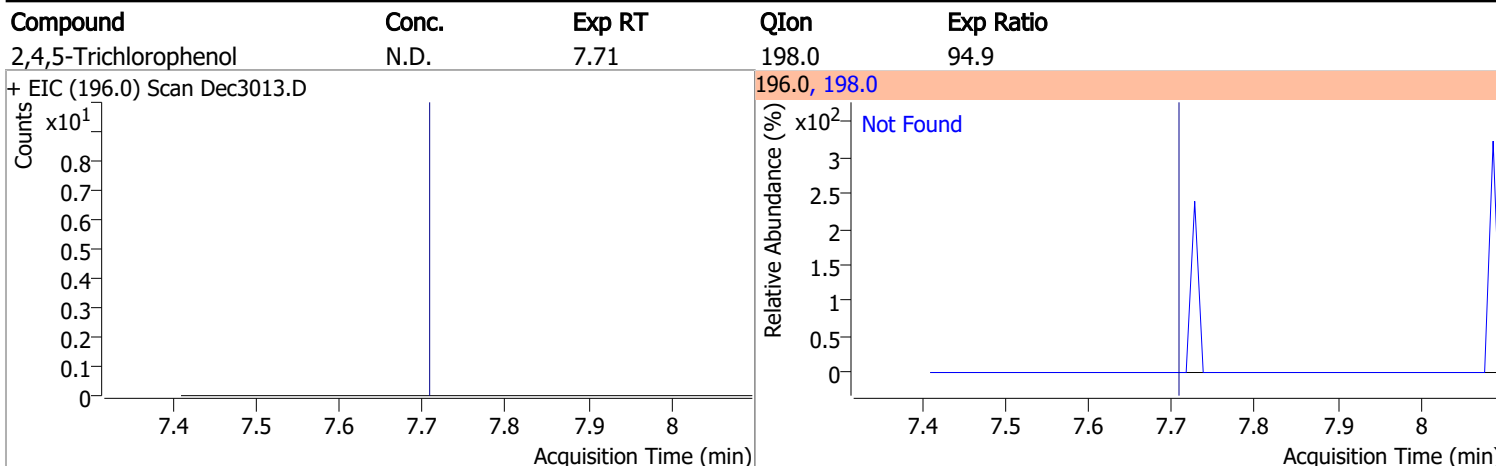 Compound Conc. Exp RT QIon Exp Ratio
2,4,5-Trichlorophenol N.D. 7.71 198.0 94.9
+ EIC (196.0) Scan Dec3013.D
Counts
x10¹
0.8
0.7
0.6
0.5
0.4
0.3
0.2
0.1
0
7.4 7.5 7.6 7.7 7.8 7.9 8
Acquisition Time (min)
196.0, 198.0
Relative Abundance (%)
x10²
Not Found
3
2.5
2
1.5
1
0.5
0
7.4 7.5 7.6 7.7 7.8 7.9 8
Acquisition Time (min)